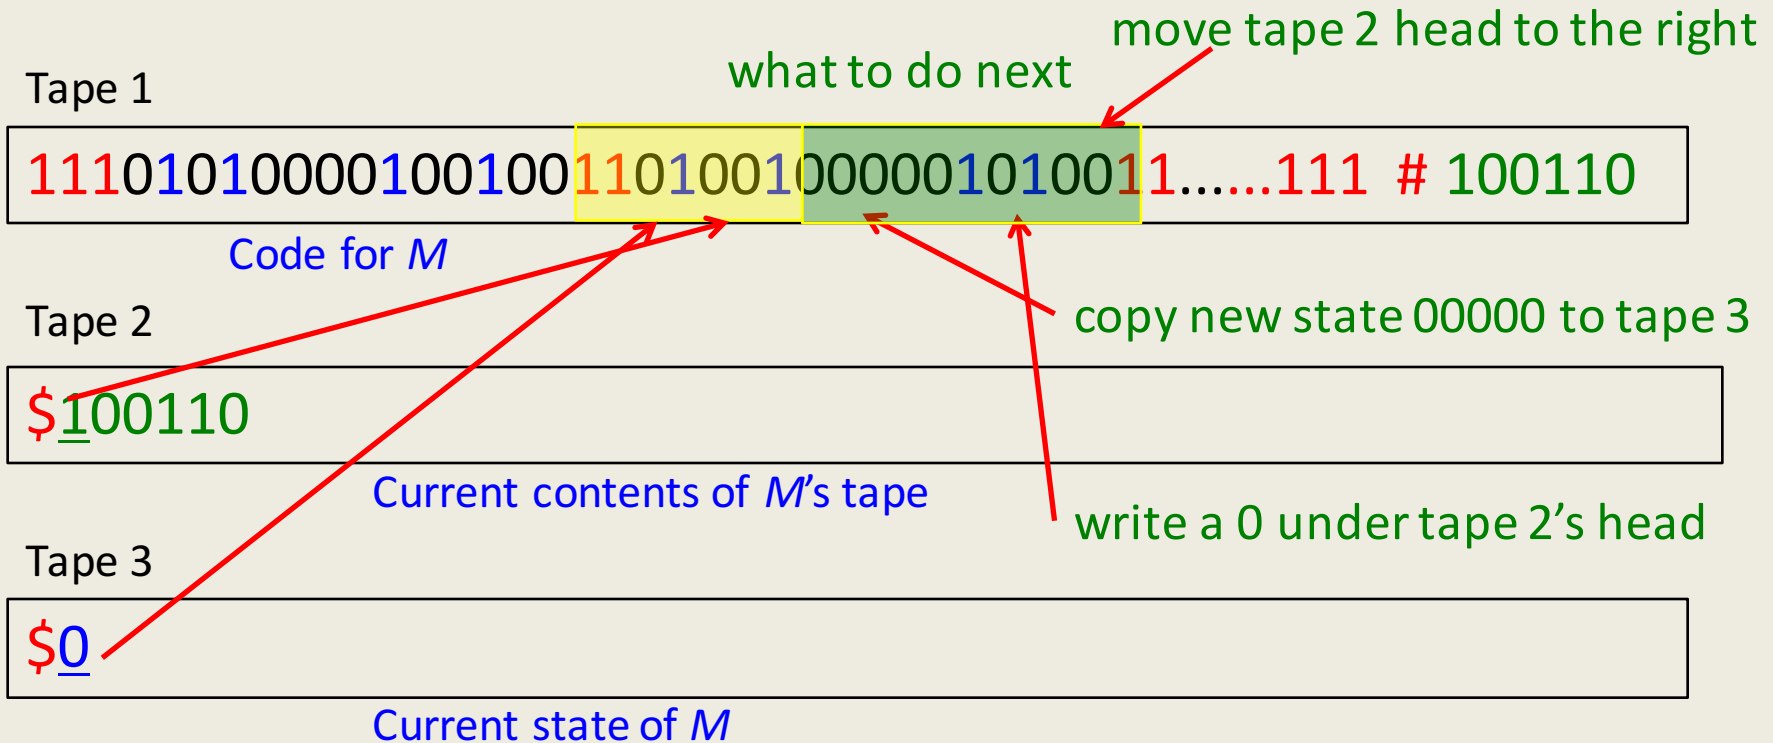 move tape 2 head to the right
what to do next
Tape 1
111010100001001001101001000001010011......111 # 100110
Code for M
copy new state 00000 to tape 3
Tape 2
$100110
Current contents of M's tape
write a 0 under tape 2's head
Tape 3
$0
Current state of M